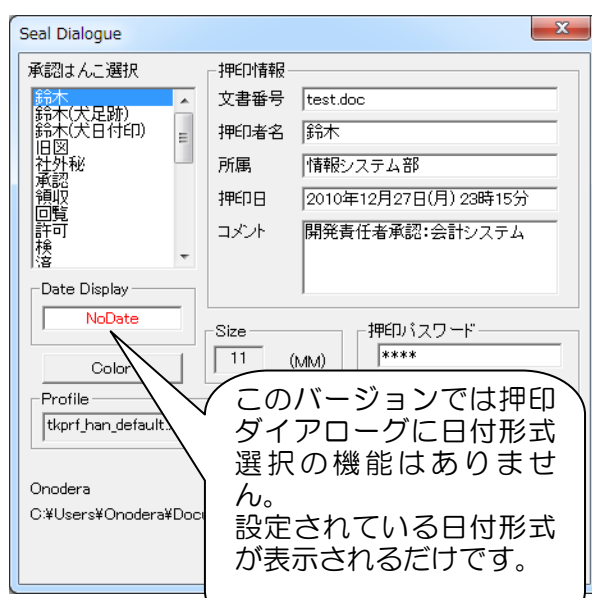 Seal Dialogue
承認はんこ選択
鈴木
鈴木(犬足跡)
鈴木(犬日付印)
旧図
社外秘
承認
領収
回覧
許可
検
済
Date Display
NoDate
Color
Profile
tkprf_han_default.
Onodera
C:¥Users¥Onodera¥Docu
押印情報
文書番号 test.doc
押印者名 鈴木
所属 情報システム部
押印日 2010年12月27日(月) 23時15分
コメント 開発責任者承認:会計システム
Size
11 (MM)
押印パスワード
****
このバージョンでは押印
ダイアローグに日付形式
選択の機能はありませ
ん。
設定されている日付形式
が表示されるだけです。